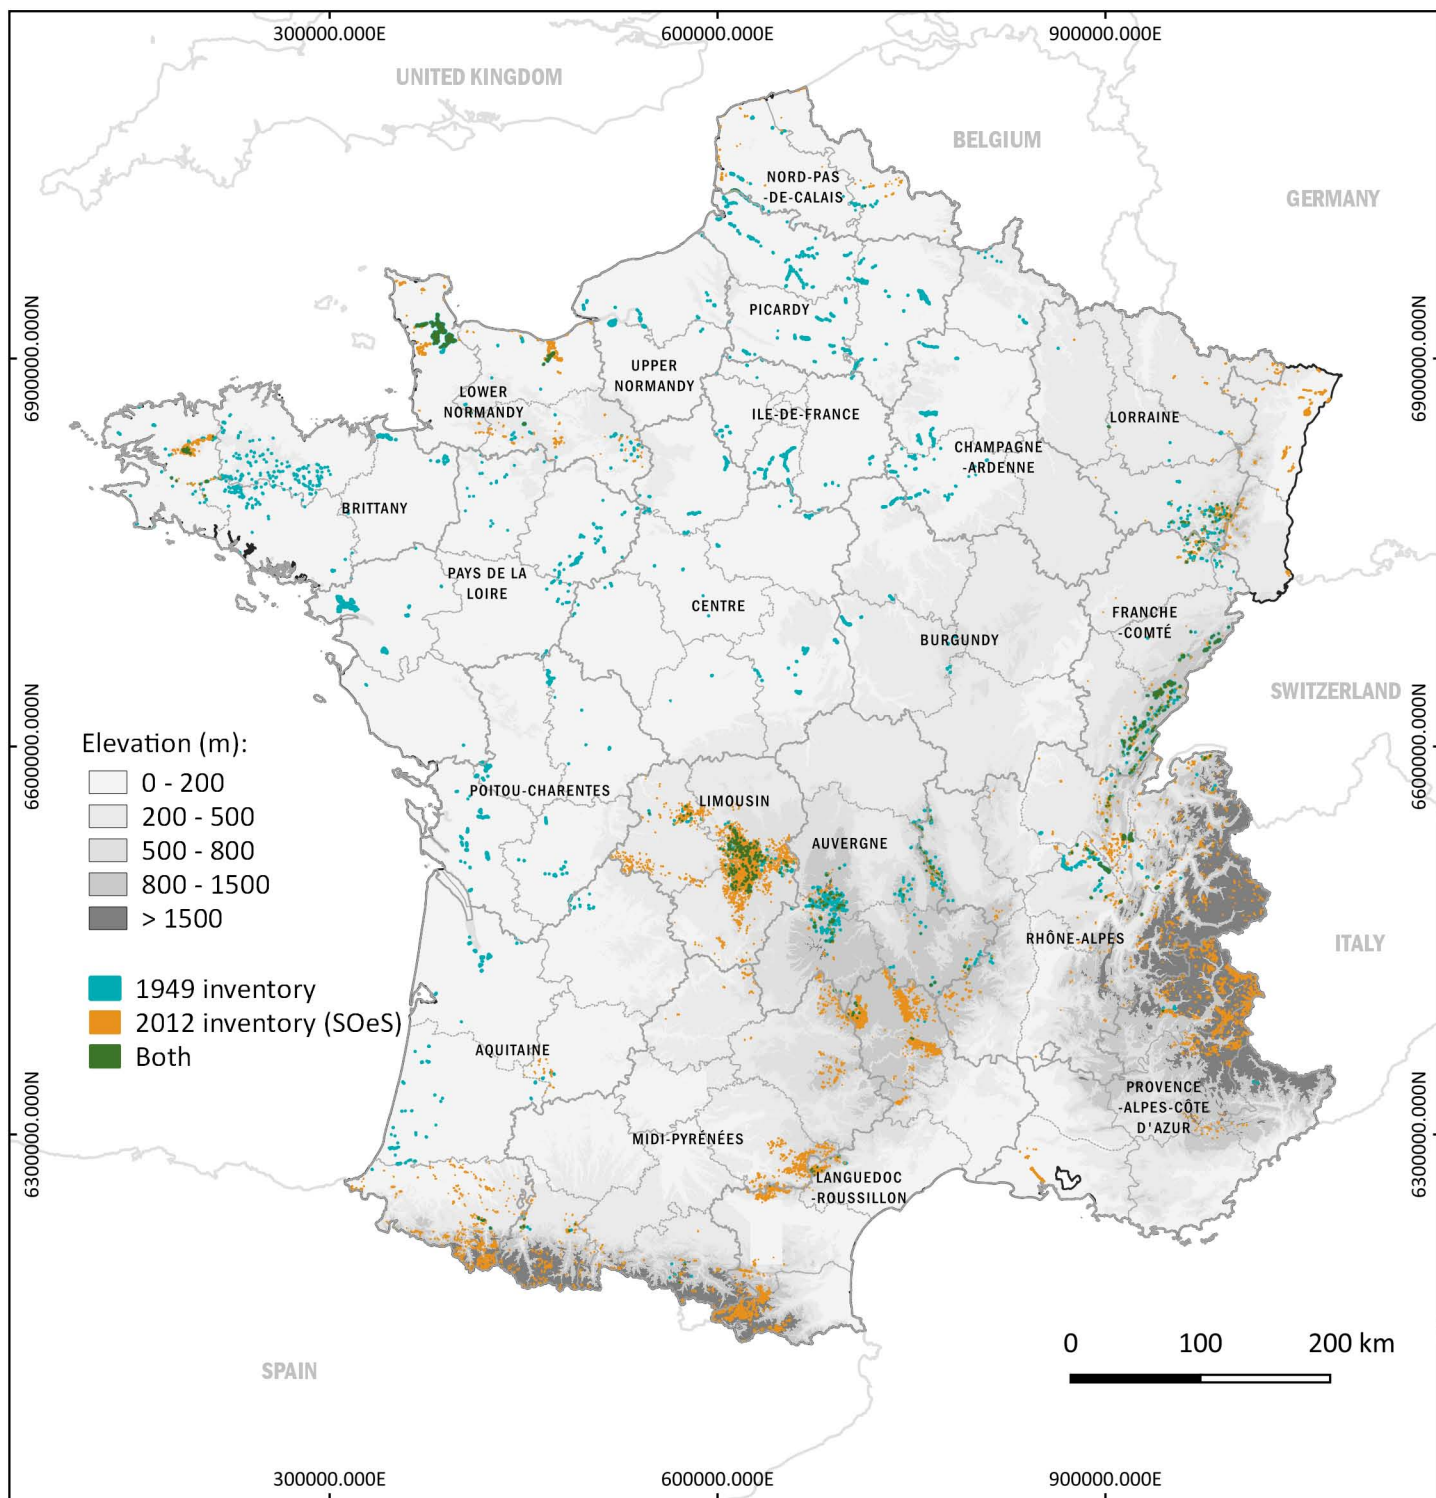 300000.000E
600000.000E
9000000.000E
UNITED KINGDOM
BELGIUM
GERMANY
NORD-PAS
-DE-CALAIS
PICARDY
6900000.000N
6900000.000N
UPPER
NORMANDY
LOWER
NORMANDY
ILE-DE-FRANCE
LORRAINE
CHAMPAGNE
-ARDENNE
BRITTANY
PAYS DE LA
LOIRE
CENTRE
FRANCHE
-COMTÉ
BURGUNDY
SWITZERLAND
6600000.000N
6600000.000N
Elevation (m):
0 - 200
200 - 500
500 - 800
800 - 1500
> 1500
POITOU-CHARENTES
LIMOUSIN
AUVERGNE
RHÔNE-ALPES
ITALY
1949 inventory
2012 inventory (SOeS)
Both
AQUITAINE
PROVENCE
-ALPES-CÔTE
D'AZUR
6300000.000N
6300000.000N
MIDI-PYRÉNÉES
LANGUEDOC
-ROUSSILLON
SPAIN
0 100 200 km
300000.000E
600000.000E
9000000.000E